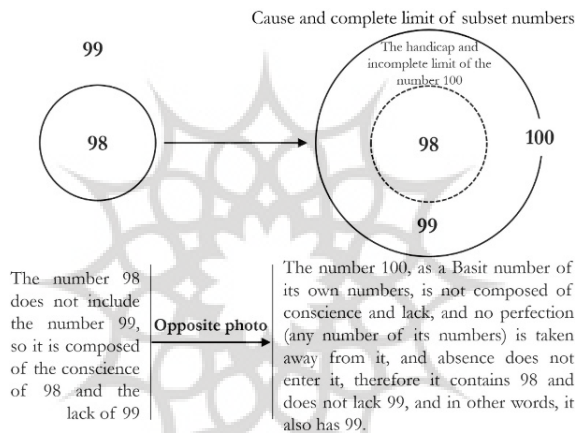 Cause and complete limit of subset numbers
99
98
The handicap and
incomplete limit of the
number 100
98
100
99
The number 98
does not include
the number 99,
so it is composed
of the conscience
of 98 and the
lack of 99
Opposite photo
The number 100, as a Basit number of
its own numbers, is not composed of
conscience and lack, and no perfection
(any number of its numbers) is taken
away from it, and absence does not
enter it, therefore it contains 98 and
does not lack 99, and in other words, it
also has 99.